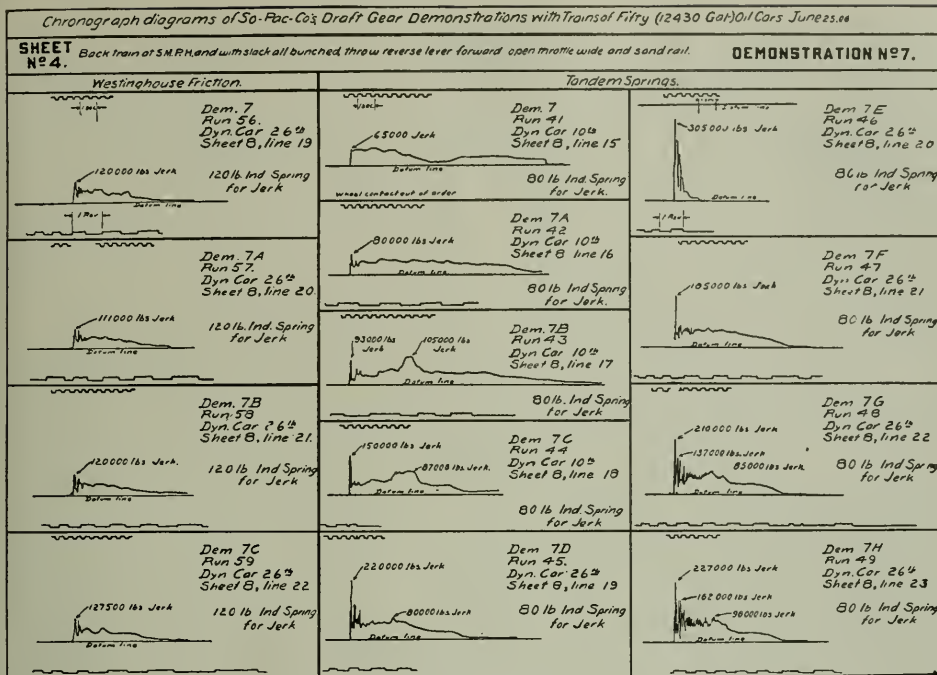 Chronograph diagrams of So-Pac-Co's Draft Gear Demonstrations with Trains of Fifty (12430 Gal) Oil Cars June 25.08
SHEET
Nº 4.
Back train at 5 M.P.H. and with slack all bunched, throw reverse lever forward open throttle wide and sand rail.
DEMONSTRATION Nº 7.
Westinghouse Friction.
Tandem Springs.
1 sec
Dem. 7
Run 56.
Dyn. Car 26th
Sheet 8, line 19
120000 lbs Jerk
120 lb Ind Spring
for Jerk
Datum line
1 Rev
Dem. 7A
Run 57.
Dyn Car 26th
Sheet 8, line 20.
111000 lbs Jerk
120 lb. Ind Spring
for Jerk
Datum line
Dem. 7B
Run 58
Dyn. Car 26th
Sheet 8, line 21.
120000 lbs Jerk.
120 lb Ind Spring
for Jerk
Datum line
Dem 7C
Run 59
Dyn Car 26th
Sheet 8, line 22
127500 lbs Jerk
120 lb Ind Spring
for Jerk
Datum line
1 sec
Dem. 7
Run 41
Dyn Car 10th
Sheet 8, line 15
65000 Jerk
Datum line
80 lb Ind. Spring
for Jerk.
wheel contact out of order
Dem 7A
Run 42
Dyn Car 10th
Sheet 8 line 16
80000 lbs Jerk
Datum line
80 lb Ind Spring
for Jerk.
Dem. 7B
Run 43
Dyn Car 10th
Sheet 8, line 17
93000 lbs
Jerk
105000 lbs
Jerk
Datum line
80 lb. Ind Spring
for Jerk
Dem 7C
Run 44
Dyn Car 10th
Sheet 8, line 18
150000 lbs Jerk
87000 lbs Jerk.
Datum line
80 lb Ind Spring
for Jerk
Dem 7D
Run 45.
Dyn. Car 26th
Sheet 8, line 19
220000 lbs Jerk
80000 lbs Jerk
80 lb Ind Spring
for Jerk
Datum line
Datum line
Dem 7E
Run 46
Dyn. Car 26th
Sheet 8, line 20
305000 lbs Jerk
86 lb Ind Spring
for Jerk
Datum line
1 Rev
Dem 7F
Run 47
Dyn Car 26th
Sheet 8, line 21
185000 lbs Jerk
80 lb Ind Spring
for Jerk
Datum line
Dem 7G
Run 48
Dyn Car 26th
Sheet 8, line 22
210000 lbs Jerk
137000 lbs Jerk
85000 lbs Jerk.
80 lb Ind Spring
for Jerk
Datum line
Dem 7H
Run 49
Dyn. Car 26th
Sheet 8, line 23
227000 lbs Jerk
162000 lbs Jerk
98000 lbs Jerk
80 lb Ind Spring
for Jerk
Datum line